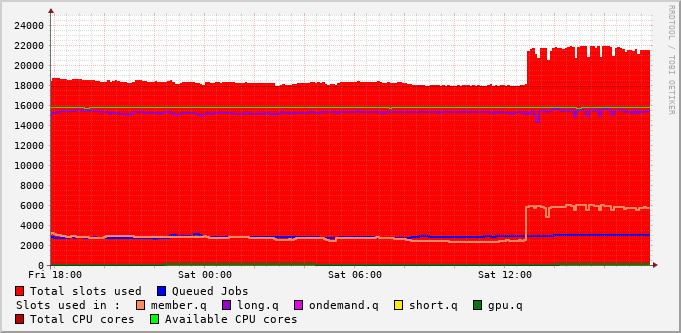 RRDTOOL / TOBI OETIKER
24000
22000
20000
18000
16000
14000
12000
10000
8000
6000
4000
2000
0
Fri 18:00 Sat 00:00 Sat 06:00 Sat 12:00
Total slots used Queued Jobs
Slots used in : member.q long.q ondemand.q short.q gpu.q
Total CPU cores Available CPU cores